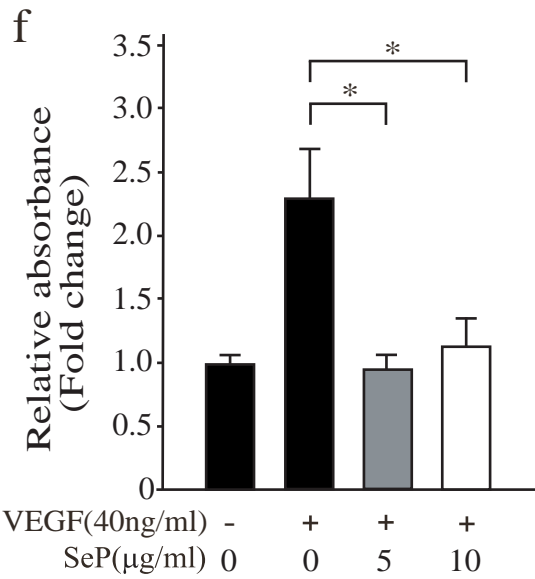 f
Relative absorbance
(Fold change)
3.5
3.0
2.5
2.0
1.5
1.0
0.5
0
*
*
VEGF(40ng/ml) - + + +
SeP(μg/ml) 0 0 5 10